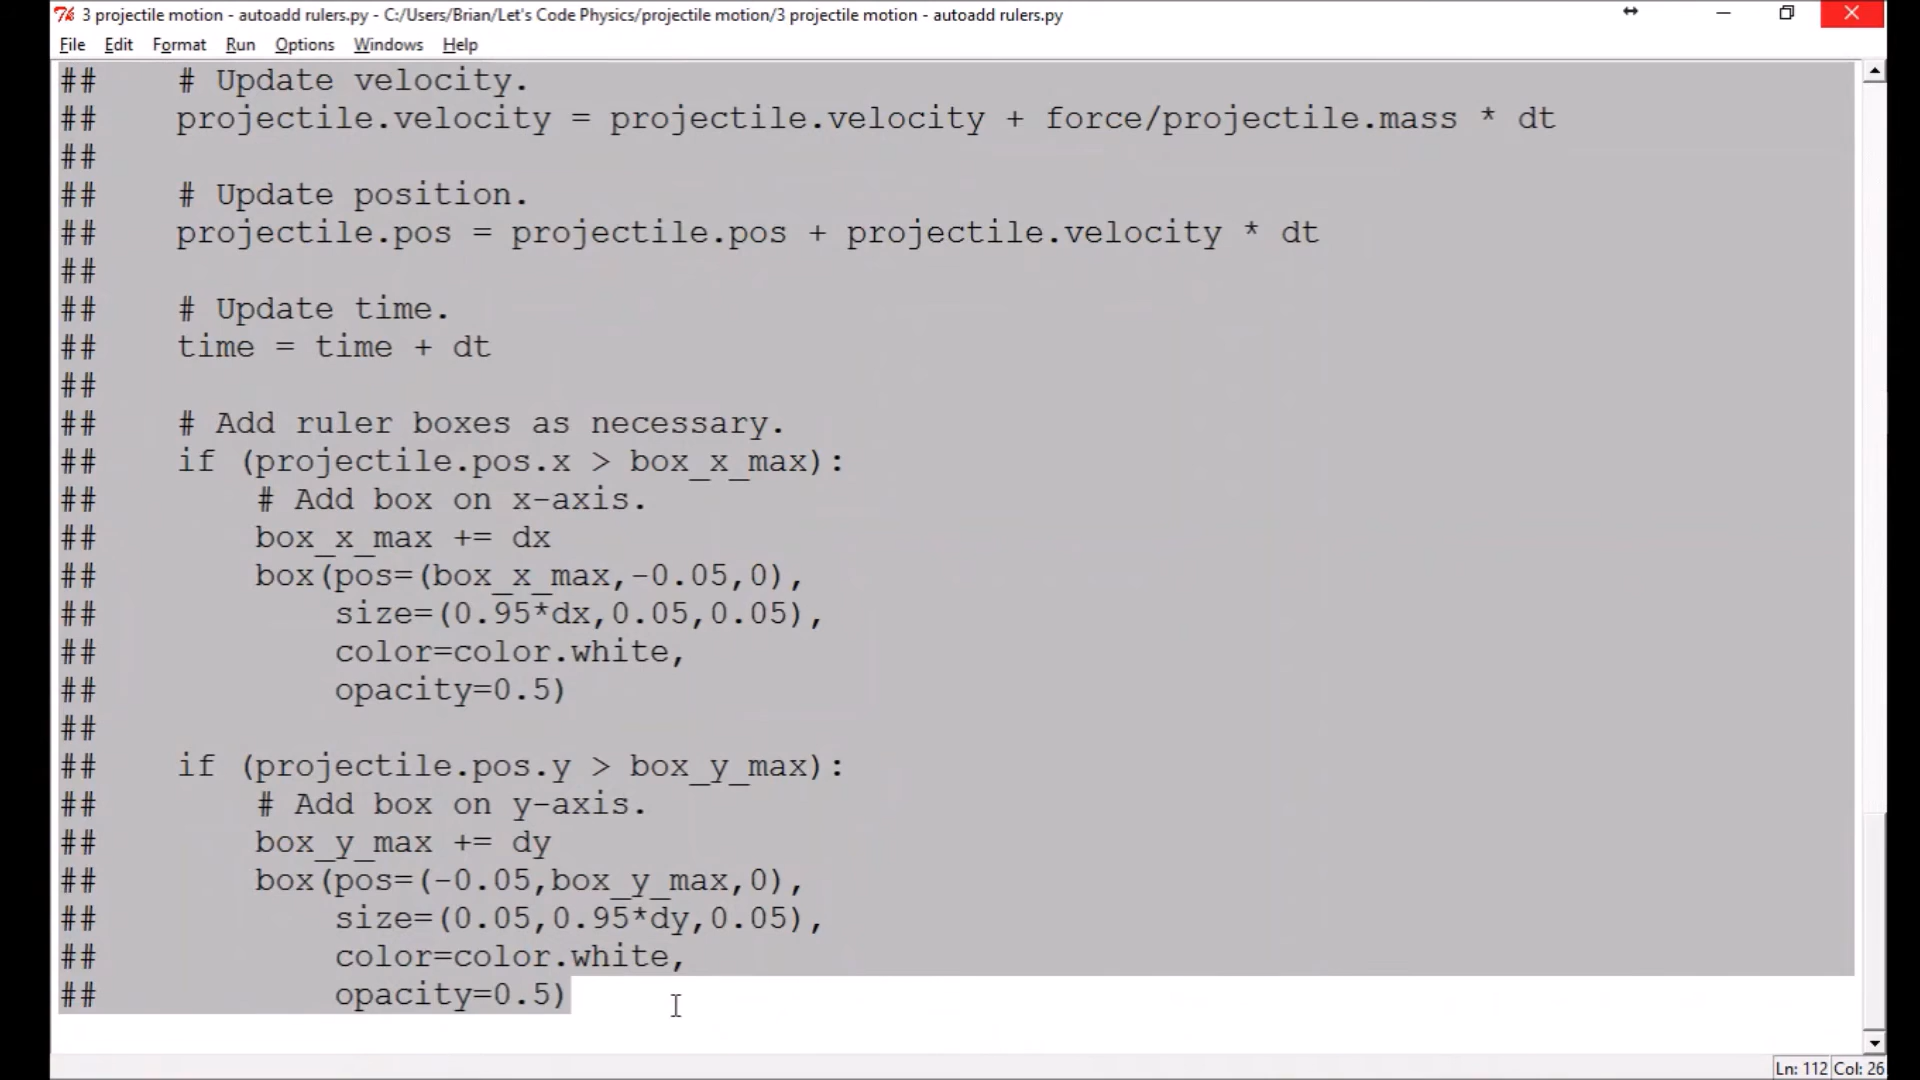 3 projectile motion - autoadd rulers.py - C:/Users/Brian/Let's Code Physics/projectile motion/3 projectile motion - autoadd rulers.py
File Edit Format Run Options Windows Help
##    # Update velocity.
##    projectile.velocity = projectile.velocity + force/projectile.mass * dt
##
##    # Update position.
##    projectile.pos = projectile.pos + projectile.velocity * dt
##
##    # Update time.
##    time = time + dt
##
##    # Add ruler boxes as necessary.
##    if (projectile.pos.x > box_x_max):
##        # Add box on x-axis.
##        box_x_max += dx
##        box(pos=(box_x_max,-0.05,0),
##            size=(0.95*dx,0.05,0.05),
##            color=color.white,
##            opacity=0.5)
##
##    if (projectile.pos.y > box_y_max):
##        # Add box on y-axis.
##        box_y_max += dy
##        box(pos=(-0.05,box_y_max,0),
##            size=(0.05,0.95*dy,0.05),
##            color=color.white,
##            opacity=0.5)
Ln: 112 Col: 26